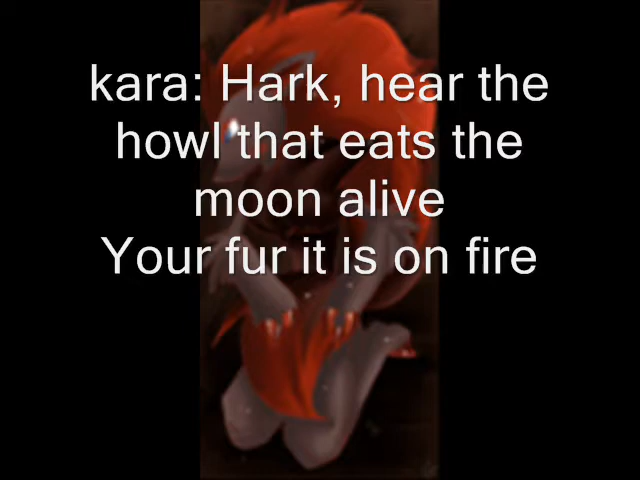 kara: Hark, hear the
howl that eats the
moon alive
Your fur it is on fire